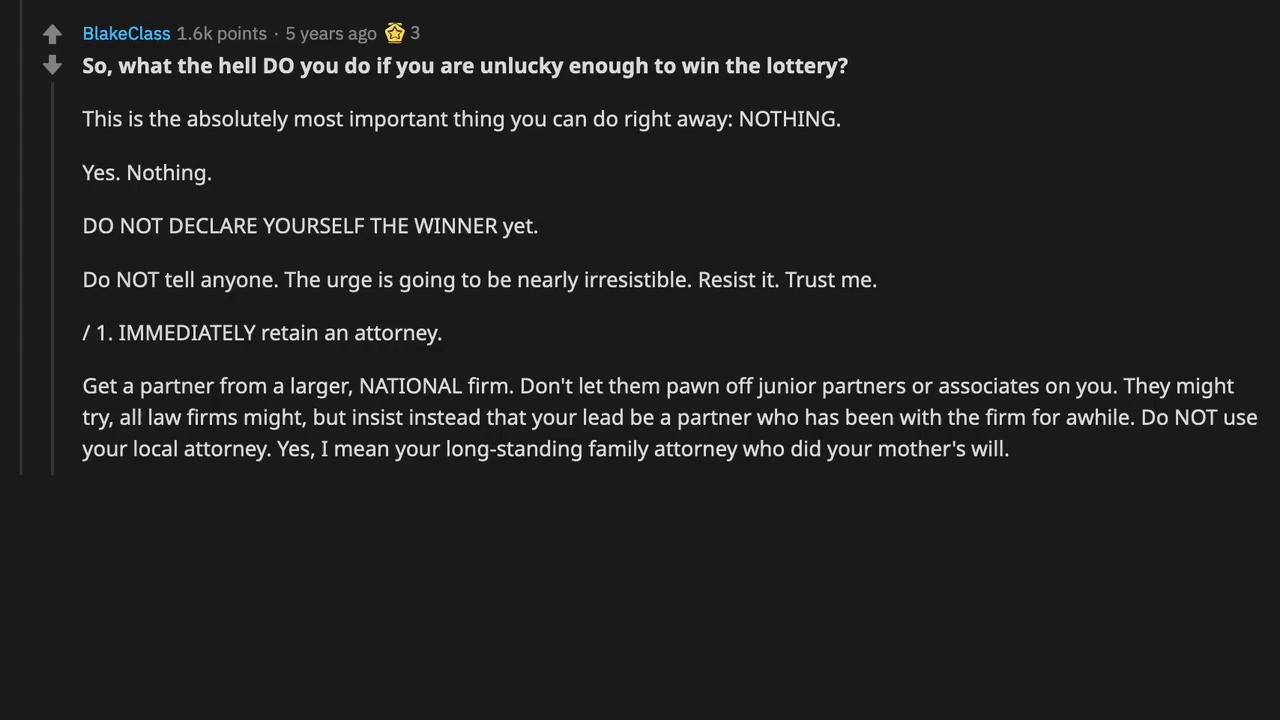 BlakeClass 1.6k points · 5 years ago 3
So, what the hell DO you do if you are unlucky enough to win the lottery?
This is the absolutely most important thing you can do right away: NOTHING.
Yes. Nothing.
DO NOT DECLARE YOURSELF THE WINNER yet.
Do NOT tell anyone. The urge is going to be nearly irresistible. Resist it. Trust me.
/ 1. IMMEDIATELY retain an attorney.
Get a partner from a larger, NATIONAL firm. Don't let them pawn off junior partners or associates on you. They might
try, all law firms might, but insist instead that your lead be a partner who has been with the firm for awhile. Do NOT use
your local attorney. Yes, I mean your long-standing family attorney who did your mother's will.